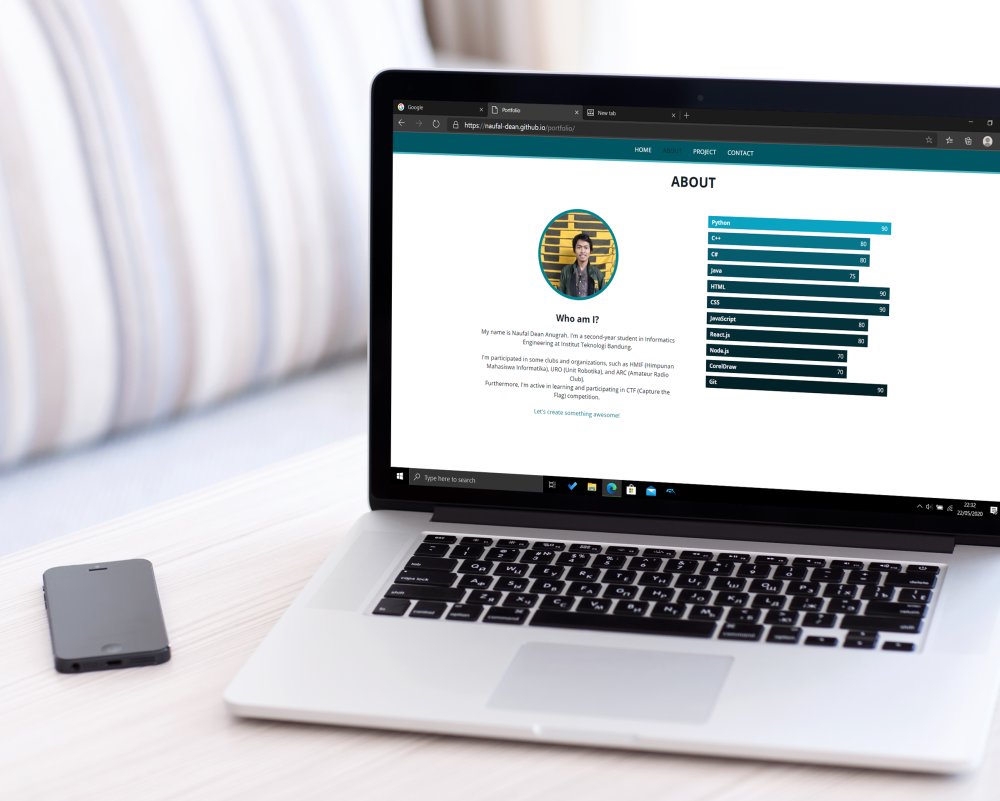 Google
Portfolio
New tab
https://naufal-dean.github.io/portfolio/
HOME ABOUT PROJECT CONTACT
ABOUT
Who am I?
My name is Naufal Dean Anugrah. I'm a second-year student in Informatics
Engineering at Institut Teknologi Bandung.
I'm participated in some clubs and organizations, such as HMIF (Himpunan
Mahasiswa Informatika), URO (Unit Robotika), and ARC (Amateur Radio
Club).
Furthermore, I'm active in learning and participating in CTF (Capture the
Flag) competition.
Let's create something awesome!
Python 90
C++ 80
C# 80
Java 75
HTML 90
CSS 90
JavaScript 80
React.js 80
Node.js 70
CorelDraw 70
Git 90
Type here to search
22:32
22/05/2020